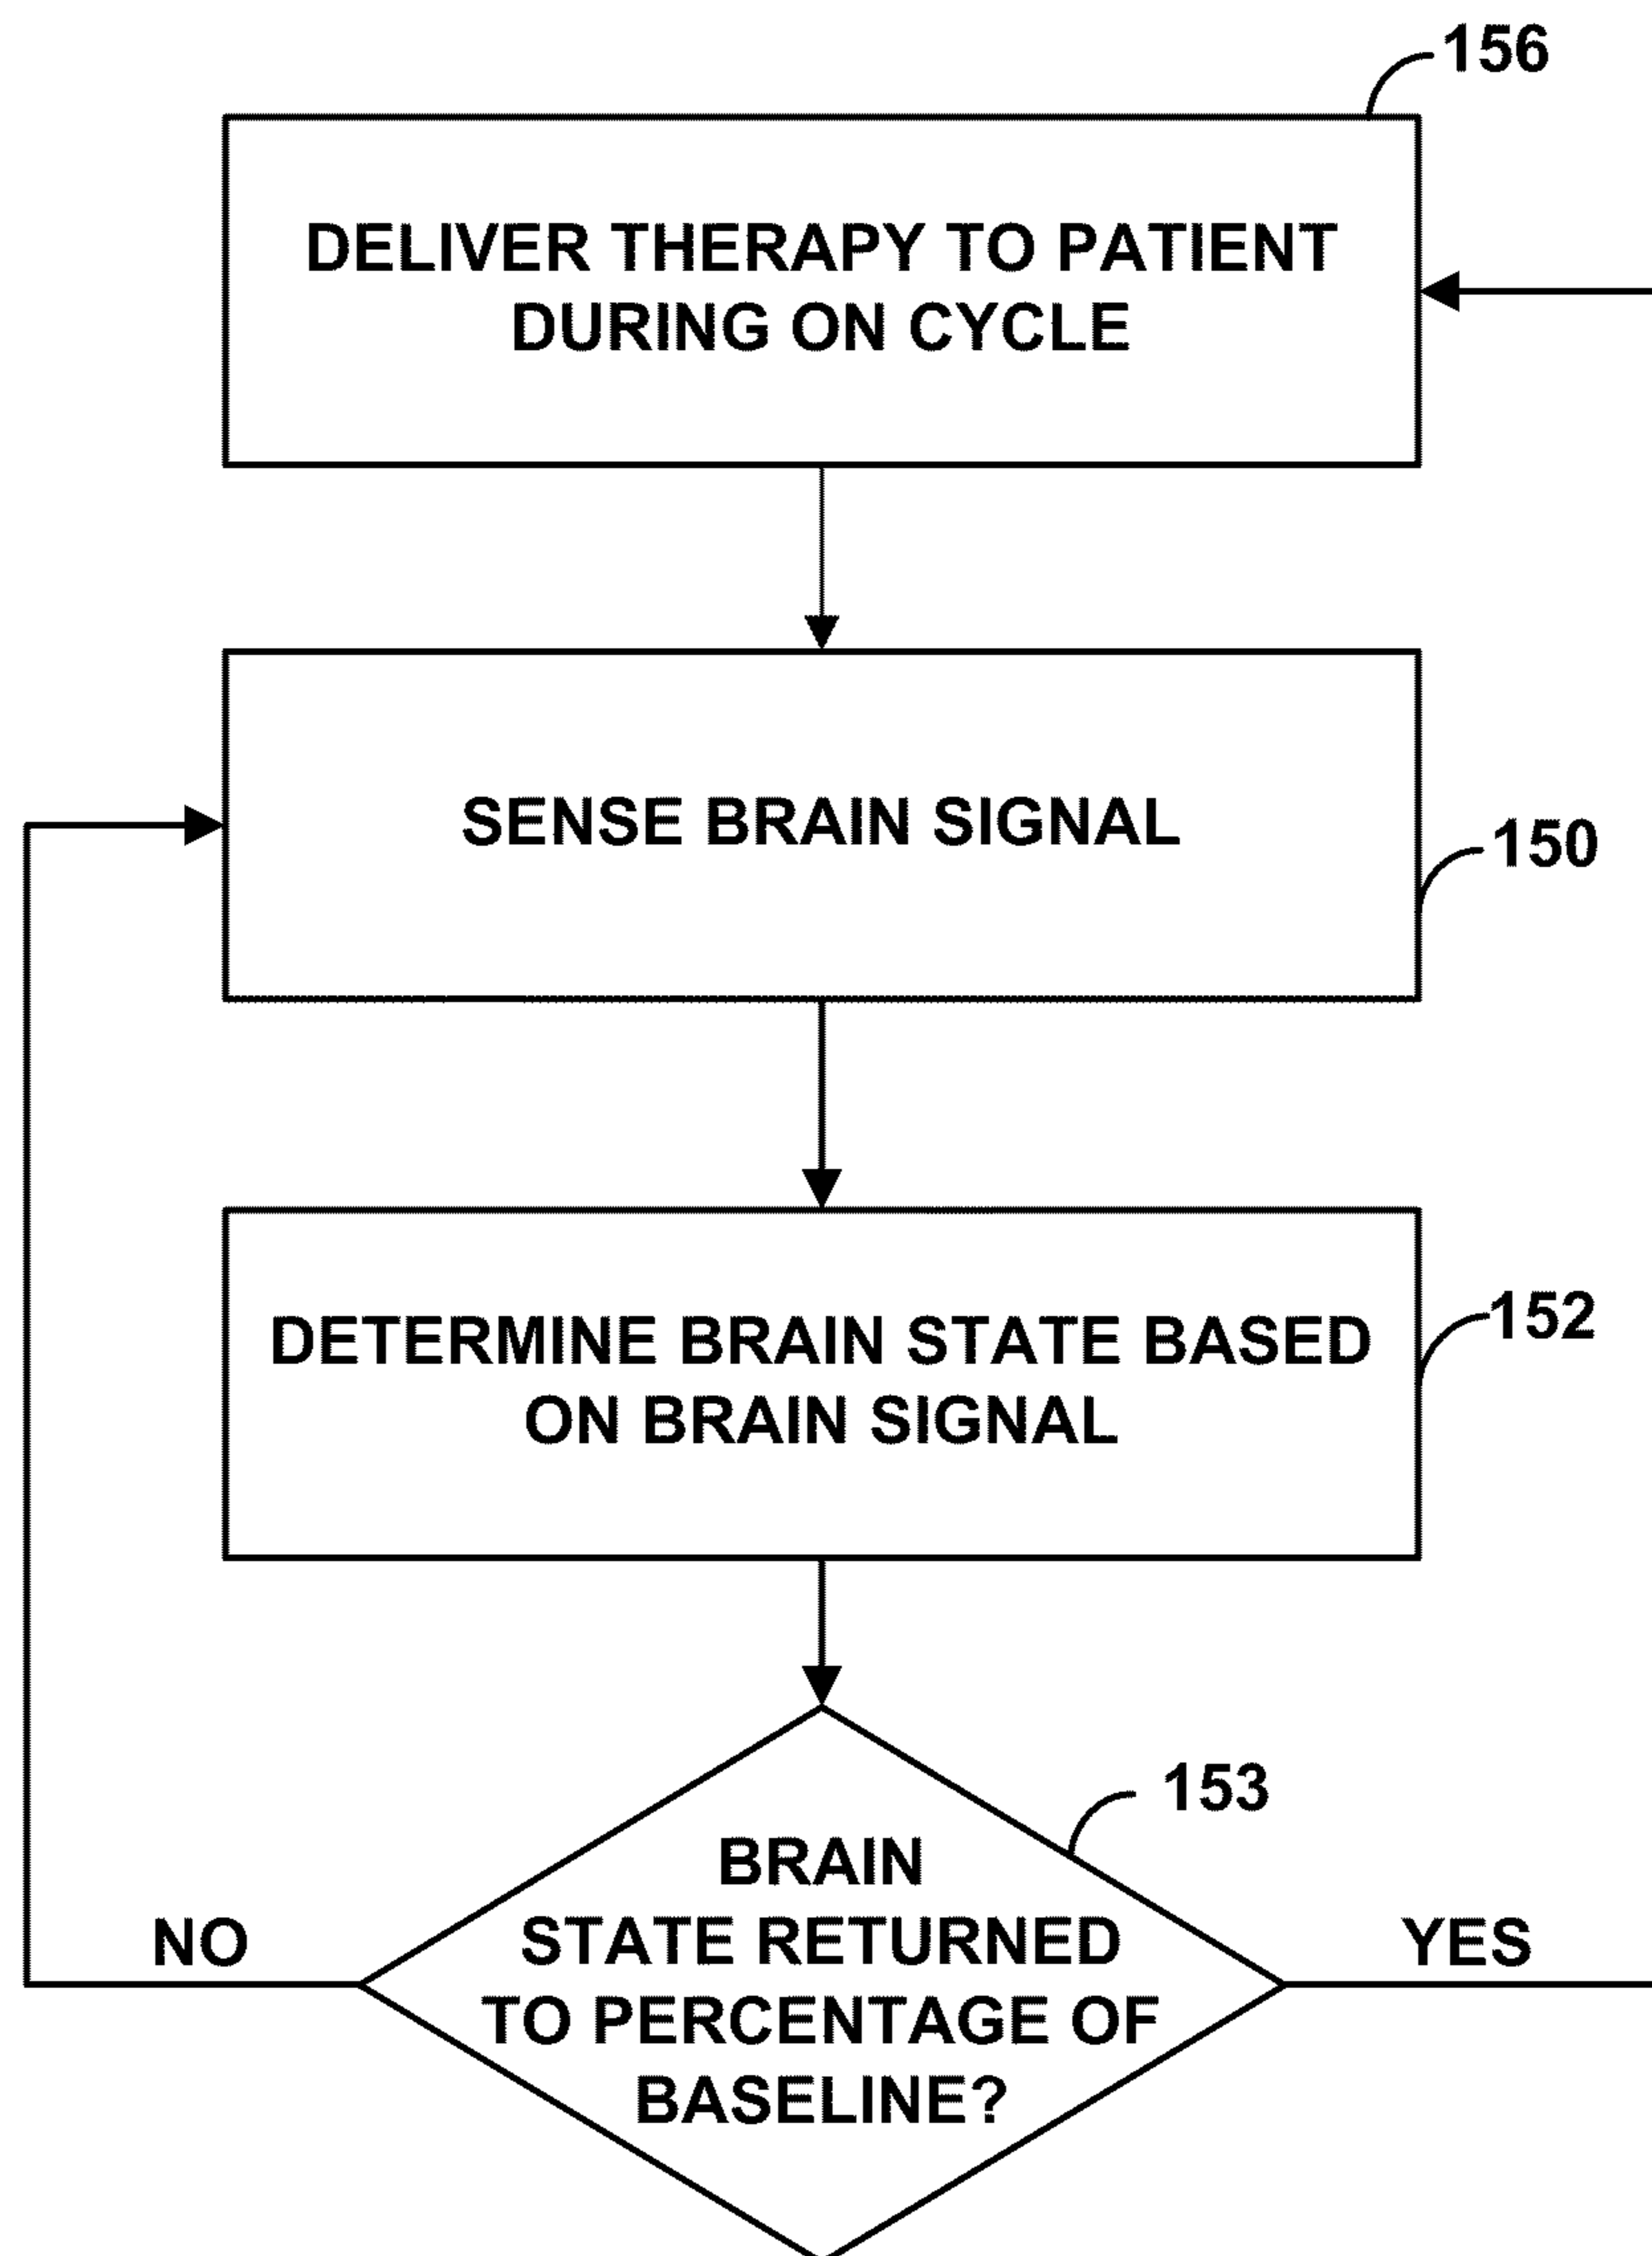 156
DELIVER THERAPY TO PATIENT
DURING ON CYCLE
SENSE BRAIN SIGNAL
150
152
DETERMINE BRAIN STATE BASED
ON BRAIN SIGNAL
153
BRAIN
STATE RETURNED
TO PERCENTAGE OF
BASELINE?
NO
YES